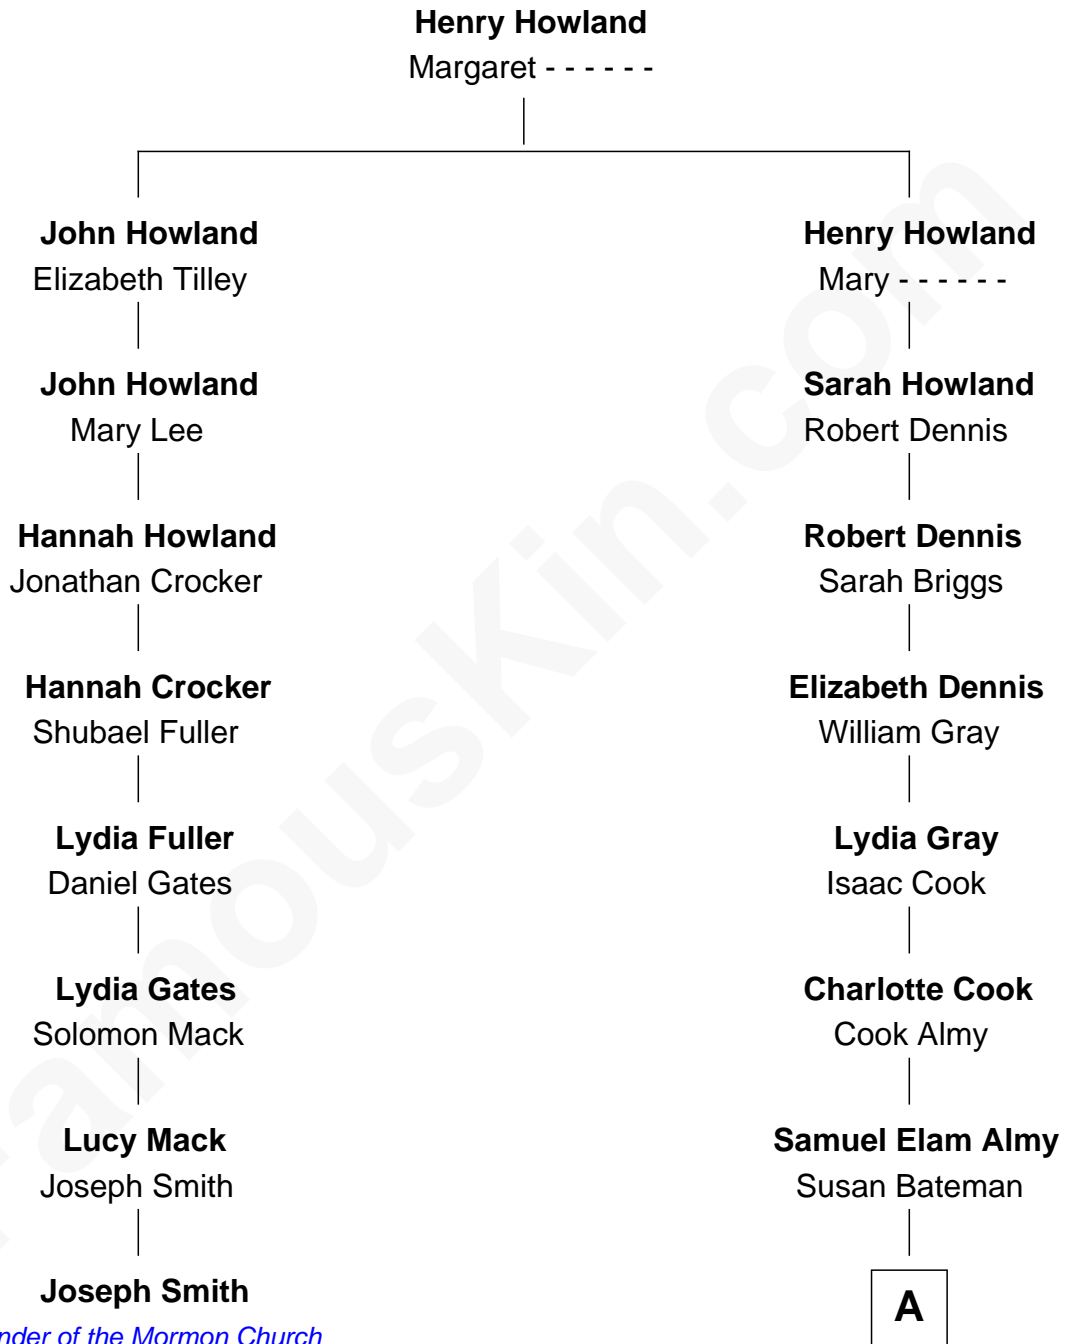 Henry Howland
Margaret - - - - - -
John Howland
Elizabeth Tilley
Henry Howland
Mary - - - - - -
John Howland
Mary Lee
Sarah Howland
Robert Dennis
Hannah Howland
Jonathan Crocker
Robert Dennis
Sarah Briggs
Hannah Crocker
Shubael Fuller
Elizabeth Dennis
William Gray
Lydia Fuller
Daniel Gates
Lydia Gray
Isaac Cook
Lydia Gates
Solomon Mack
Charlotte Cook
Cook Almy
Lucy Mack
Joseph Smith
Samuel Elam Almy
Susan Bateman
Joseph Smith
nder of the Mormon Church
A
FamousKin.com